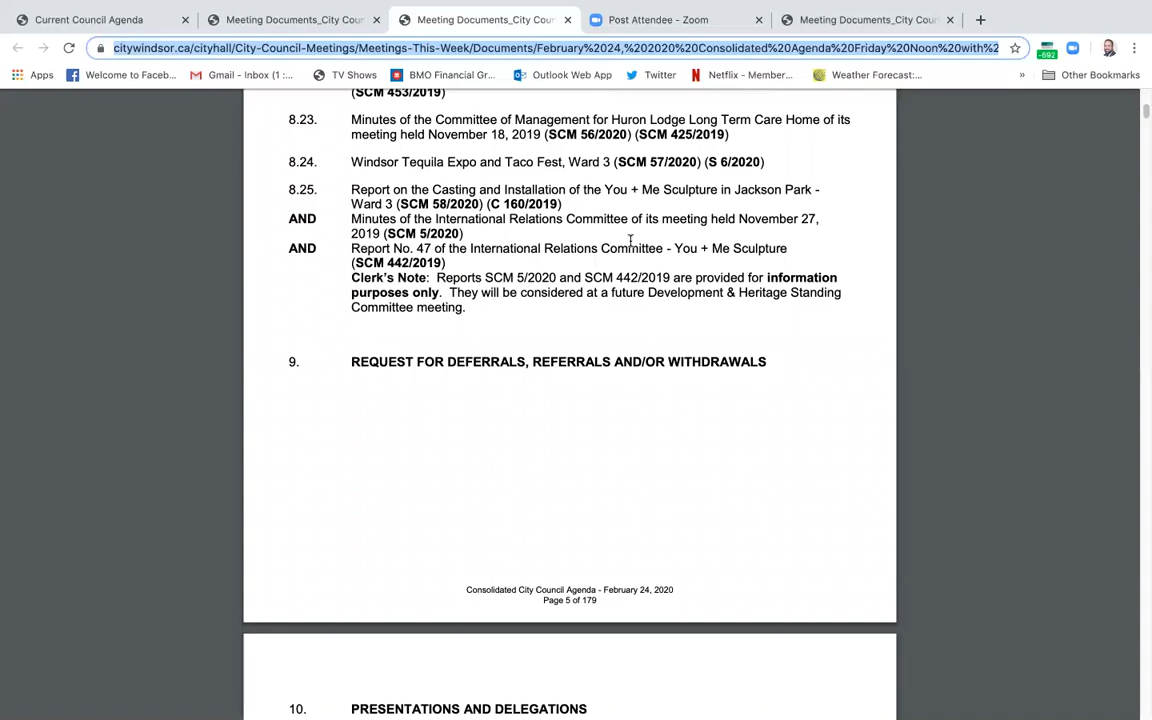 Current Council Agenda
Meeting Documents_City Cour
Meeting Documents_City Cour
Post Attendee - Zoom
Meeting Documents_City Cour
citywindsor.ca/cityhall/City-Council-Meetings/Meetings-This-Week/Documents/February%2024,%202020%20Consolidated%20Agenda%20Friday%20Noon%20with%2
-692
Apps
Welcome to Faceb...
Gmail - Inbox (1 :...
TV Shows
BMO Financial Gr...
Outlook Web App
Twitter
Netflix - Member...
Weather Forecast:...
»
Other Bookmarks
(SCM 453/2019)
8.23. Minutes of the Committee of Management for Huron Lodge Long Term Care Home of its
meeting held November 18, 2019 (SCM 56/2020) (SCM 425/2019)
8.24. Windsor Tequila Expo and Taco Fest, Ward 3 (SCM 57/2020) (S 6/2020)
8.25. Report on the Casting and Installation of the You + Me Sculpture in Jackson Park -
Ward 3 (SCM 58/2020) (C 160/2019)
AND Minutes of the International Relations Committee of its meeting held November 27,
2019 (SCM 5/2020)
AND Report No. 47 of the International Relations Committee - You + Me Sculpture
(SCM 442/2019)
Clerk's Note: Reports SCM 5/2020 and SCM 442/2019 are provided for information
purposes only. They will be considered at a future Development & Heritage Standing
Committee meeting.
9. REQUEST FOR DEFERRALS, REFERRALS AND/OR WITHDRAWALS
Consolidated City Council Agenda - February 24, 2020
Page 5 of 179
10. PRESENTATIONS AND DELEGATIONS